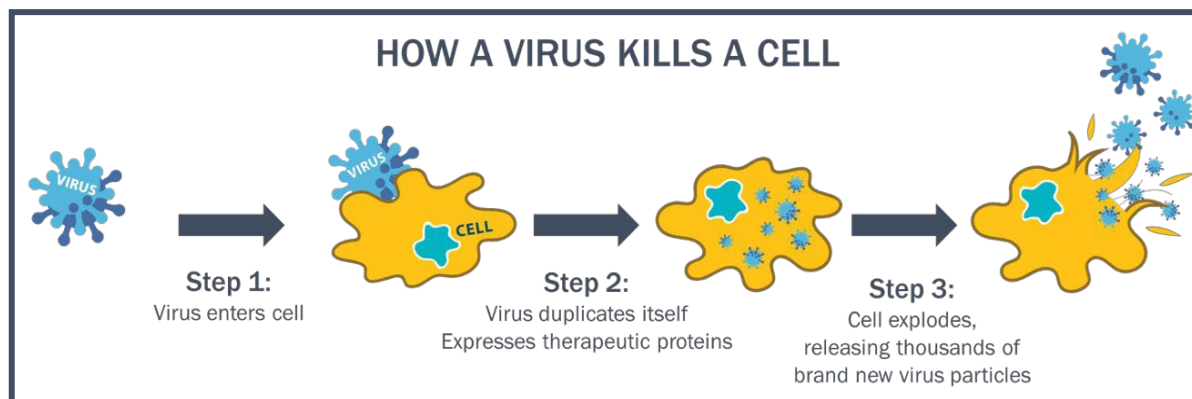 HOW A VIRUS KILLS A CELL
VIRUS
VIRUS
CELL
Step 1:
Virus enters cell
Step 2:
Virus duplicates itself
Expresses therapeutic proteins
Step 3:
Cell explodes,
releasing thousands of
brand new virus particles